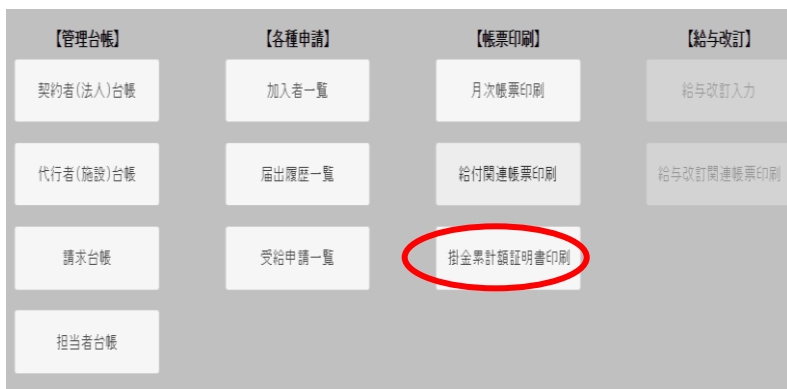 【管理台帳】
契約者(法人)台帳
代行者(施設)台帳
請求台帳
担当者台帳
【各種申請】
加入者一覧
届出履歴一覧
受給申請一覧
【帳票印刷】
月次帳票印刷
給付関連帳票印刷
掛金累計額証明書印刷
【給与改訂】
給与改訂入力
給与改訂関連帳票印刷